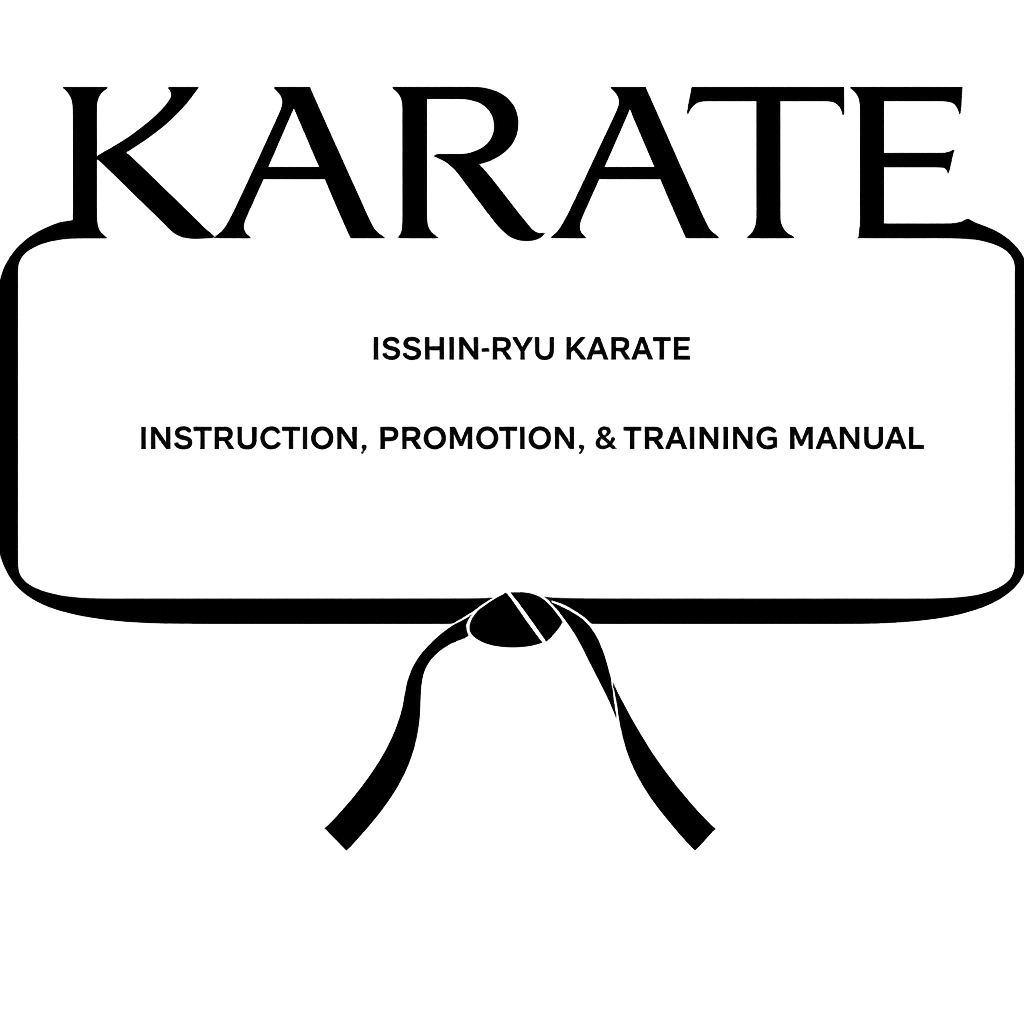 KARATE
ISSHIN-RYU KARATE
INSTRUCTION, PROMOTION, & TRAINING MANUAL